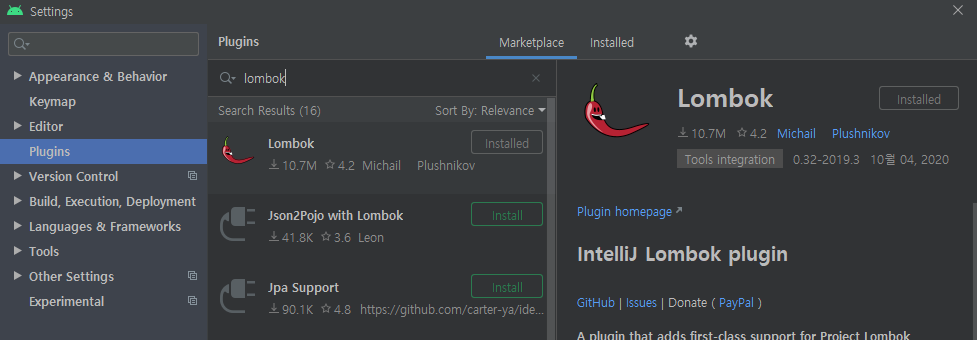 Settings
Appearance & Behavior
Keymap
Editor
Plugins
Version Control
Build, Execution, Deployment
Languages & Frameworks
Tools
Other Settings
Experimental
Plugins
Marketplace
Installed
lombok
Search Results (16)
Sort By: Relevance
Lombok
Installed
10.7M 4.2 Michail Plushnikov
Json2Pojo with Lombok
Install
41.8K 3.6 Leon
Jpa Support
Install
90.1K 4.8 https://github.com/carter-ya/ide...
Lombok
Installed
10.7M 4.2 Michail Plushnikov
Tools integration 0.32-2019.3 10월 04, 2020
Plugin homepage
IntelliJ Lombok plugin
GitHub | Issues | Donate ( PayPal )
A plugin that adds first-class support for Project Lombok